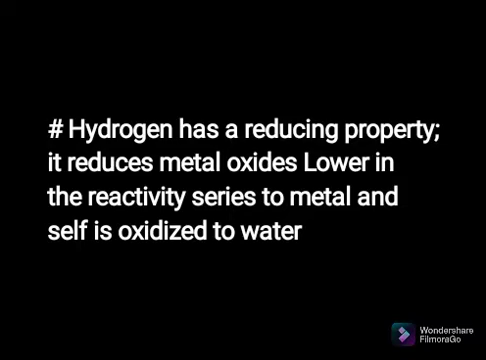 # Hydrogen has a reducing property;
it reduces metal oxides Lower in
the reactivity series to metal and
self is oxidized to water
Wondershare
FilmoraGo